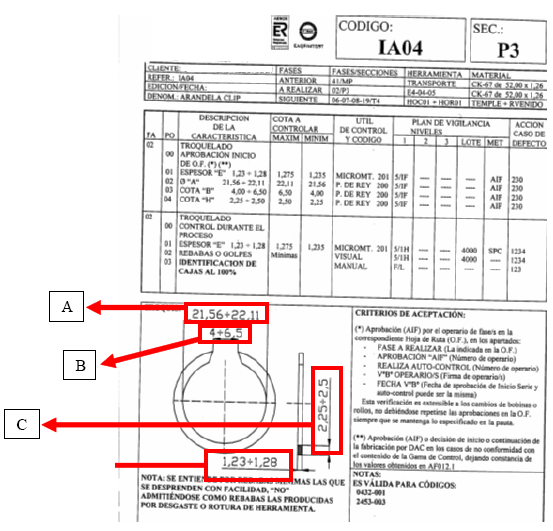 CODIGO:
IA04
SEC.:
P3
CLIENTE:
FASES
FASES/SECCIONES
HERRAMIENTA
MATERIAL
REFER.: IA04
ANTERIOR
41/MP
TRANSPORTE
CK-67 de 52,00 x 1,26
EDICION/FECHA:
A REALIZAR
02/P3
E4-04-05
CK-67 de 52,00 x 1,26
DENOM.: ARANDELA CLIP
SIGUIENTE
06-07-08-19/T4
HOC01 + HOR01
TEMPLE + RVENIDO
FA PO DESCRIPCION DE LA CARACTERISTICA
COTA A CONTROLAR
MAXIM MINIM
UTIL DE CONTROL Y CODIGO
PLAN DE VIGILANCIA
NIVELES
1 2 3 LOTE MET
ACCION CASO DE DEFECTO
02 TROQUELADO
00 APROBACIÓN INICIO
DE O.F. (*) (**)
01 ESPESOR "E" 1,23 ÷ 1,28 1,275 1,235 MICROMT. 201 5/IF ---- ---- ---- AIF 230
02 Ø "A" 21,56 ÷ 22,11 22,11 21,56 P. DE REY 200 5/IF ---- ---- ---- AIF 230
03 COTA "B" 4,00 ÷ 6,50 6,50 4,00 P. DE REY 200 5/IF ---- ---- ---- AIF 230
04 COTA "H" 2,25 ÷ 2,50 2,50 2,25 P. DE REY 200 5/IF ---- ---- ---- AIF 230
02 TROQUELADO
00 CONTROL DURANTE EL
PROCESO
01 ESPESOR "E" 1,23 ÷ 1,28 1,275 1,235 MICROMT. 201 5/1H ---- ---- 4000 SPC 1234
02 REBABAS O GOLPES Mínimas VISUAL 5/1H ---- ---- 4000 ---- 1234
03 IDENTIFICACION DE MANUAL F/L ---- ---- ---- ---- 123
CAJAS AL 100%
A
21,56÷22,11
4÷6,5
B
C
2,25÷2,5
1,23÷1,28
NOTA: SE ENTIENDE POR REBABAS MINIMAS LAS QUE
SE DESPRENDEN CON FACILIDAD, "NO"
ADMITIÉNDOSE COMO REBABAS LAS PRODUCIDAS
POR DESGASTE O ROTURA DE HERRAMIENTA.
CRITERIOS DE ACEPTACIÓN:
(*) Aprobación (AIF) por el operario de fase/s en la
correspondiente Hoja de Ruta (O.F.), en los apartados:
- FASE A REALIZAR (La indicada en la O.F.)
- APROBACIÓN "AIF" (Número de operario)
- REALIZA AUTO-CONTROL (Número de operario)
- VºBº OPERARIO/S (Firma de operario/s)
- FECHA VºBº (Fecha de aprobación de Inicio Serie y
auto-control puede ser la misma)
Esta verificación es extensible a los cambios de bobinas o
rollos, no debiéndose repetirse las aprobaciones en la O.F.
siempre que se mantenga lo especificado en la pauta.
(**) Aprobación (AIF) o decisión de inicio o continuación de
la fabricación por DAC en los casos de no conformidad con
el contenido de la Gama de Control, dejando constancia de
los valores obtenidos en AF012.1
NOTAS:
ES VÁLIDA PARA CÓDIGOS:
0432-001
2453-003